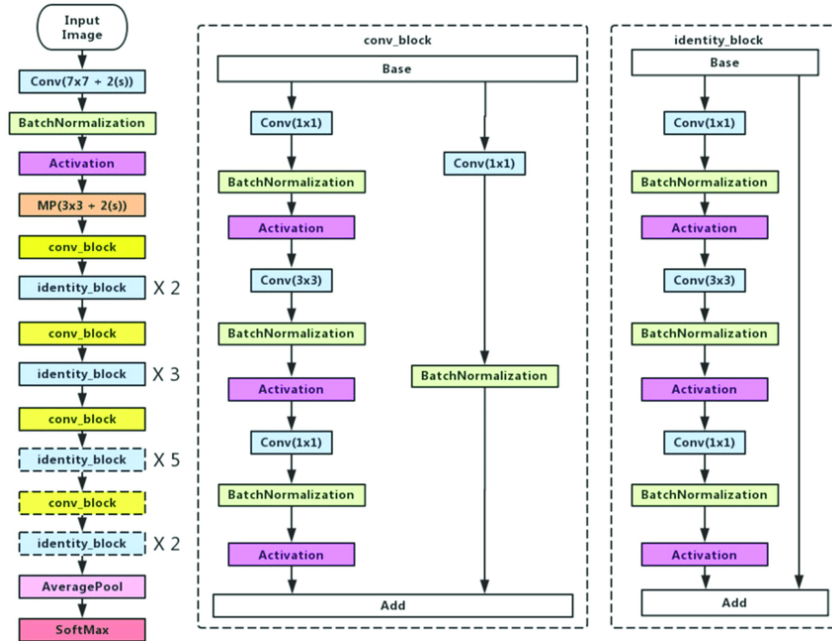 Input
Image
Conv(7x7 + 2(s))
BatchNormalization
Activation
MP(3x3 + 2(s))
conv_block
identity_block X 2
conv_block
identity_block X 3
conv_block
identity_block X 5
conv_block
identity_block X 2
AveragePool
SoftMax
conv_block
Base
Conv(1x1)
BatchNormalization
Activation
Conv(3x3)
BatchNormalization
Activation
Conv(1x1)
BatchNormalization
Activation
Conv(1x1)
BatchNormalization
Add
identity_block
Base
Conv(1x1)
BatchNormalization
Activation
Conv(3x3)
BatchNormalization
Activation
Conv(1x1)
BatchNormalization
Activation
Add